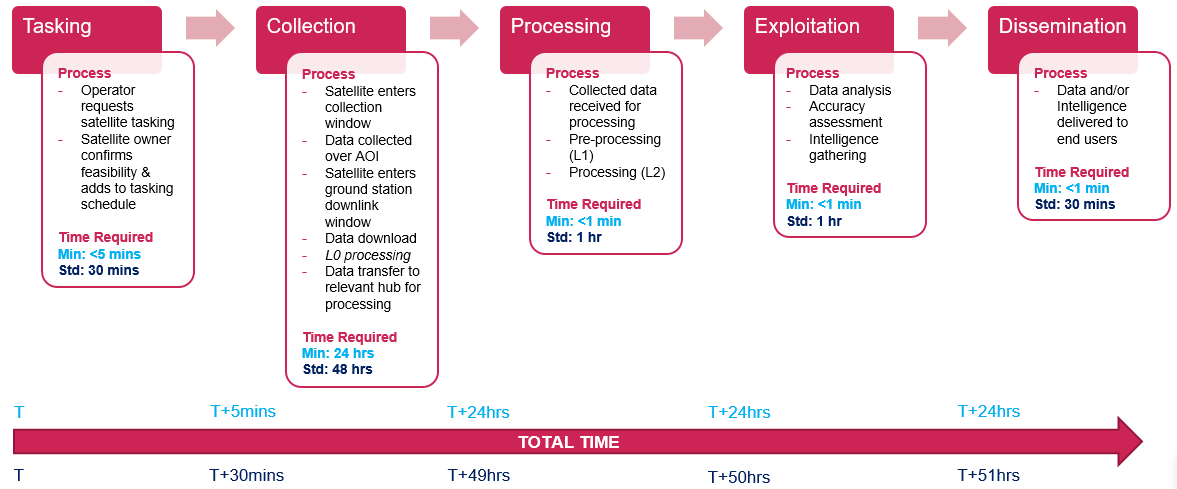 Tasking
Process
- Operator
requests
satellite tasking
- Satellite owner
confirms
feasibility &
adds to tasking
schedule
Time Required
Min: <5 mins
Std: 30 mins
Collection
Process
- Satellite enters
collection
window
- Data collected
over AOI
- Satellite enters
ground station
downlink
window
- Data download
- L0 processing
- Data transfer to
relevant hub for
processing
Time Required
Min: 24 hrs
Std: 48 hrs
Processing
Process
- Collected data
received for
processing
- Pre-processing
(L1)
- Processing (L2)
Time Required
Min: <1 min
Std: 1 hr
Exploitation
Process
- Data analysis
- Accuracy
assessment
- Intelligence
gathering
Time Required
Min: <1 min
Std: 1 hr
Dissemination
Process
- Data and/or
Intelligence
delivered to
end users
Time Required
Min: <1 min
Std: 30 mins
T
T+5mins
T+24hrs
T+24hrs
T+24hrs
TOTAL TIME
T
T+30mins
T+49hrs
T+50hrs
T+51hrs